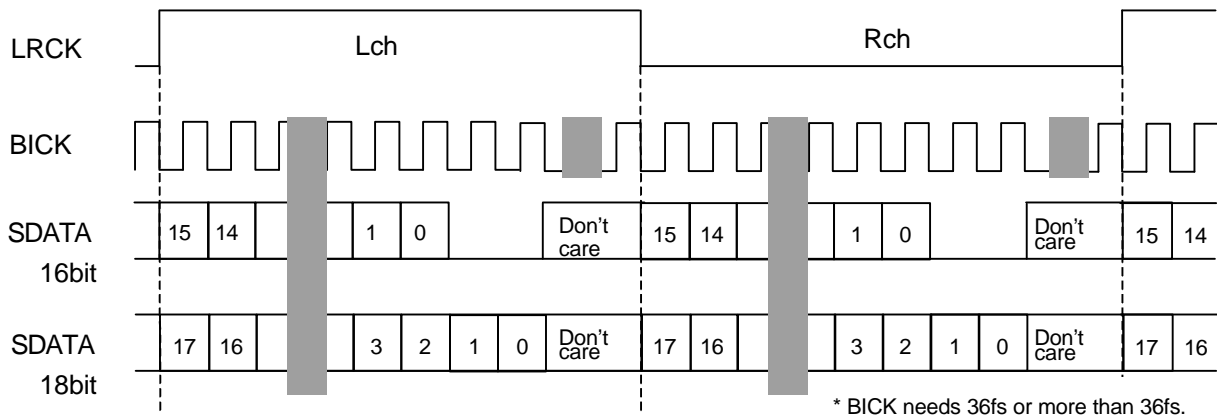 LRCK Lch Rch
BICK
SDATA 15 14 1 0 Don't care 15 14 1 0 Don't care 15 14
16bit
SDATA 17 16 3 2 1 0 Don't care 17 16 3 2 1 0 Don't care 17 16
18bit
* BICK needs 36fs or more than 36fs.